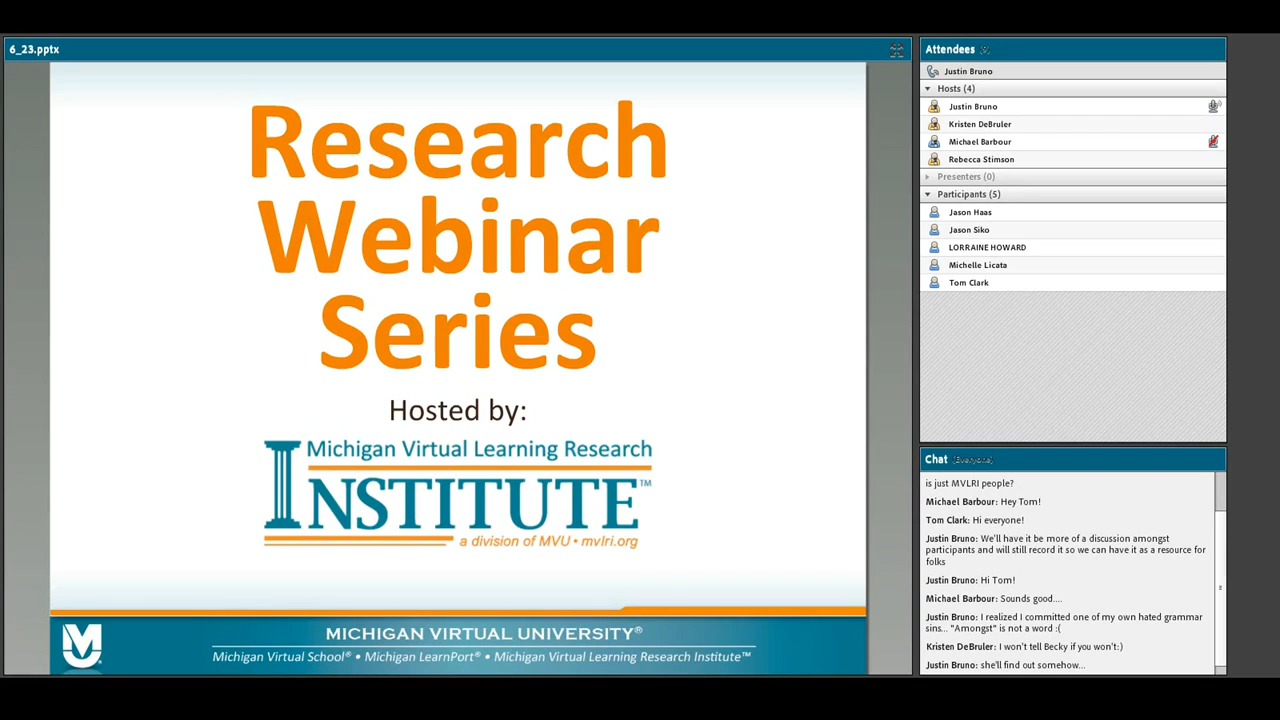 6_23.pptx
Research
Webinar
Series
Hosted by:
Michigan Virtual Learning Research
INSTITUTE™
a division of MVU • mvlri.org
MICHIGAN VIRTUAL UNIVERSITY®
Michigan Virtual School® • Michigan LearnPort® • Michigan Virtual Learning Research Institute™
Attendees
Justin Bruno
Hosts (4)
Justin Bruno
Kristen DeBruler
Michael Barbour
Rebecca Stimson
Presenters (0)
Participants (5)
Jason Haas
Jason Siko
LORRAINE HOWARD
Michelle Licata
Tom Clark
Chat (Everyone)
is just MVLRI people?
Michael Barbour: Hey Tom!
Tom Clark: Hi everyone!
Justin Bruno: We'll have it be more of a discussion amongst
participants and will still record it so we can have it as a resource for
folks
Justin Bruno: Hi Tom!
Michael Barbour: Sounds good....
Justin Bruno: I realized I committed one of my own hated grammar
sins... "Amongst" is not a word :(
Kristen DeBruler: I won't tell Becky if you won't:)
Justin Bruno: she'll find out somehow...